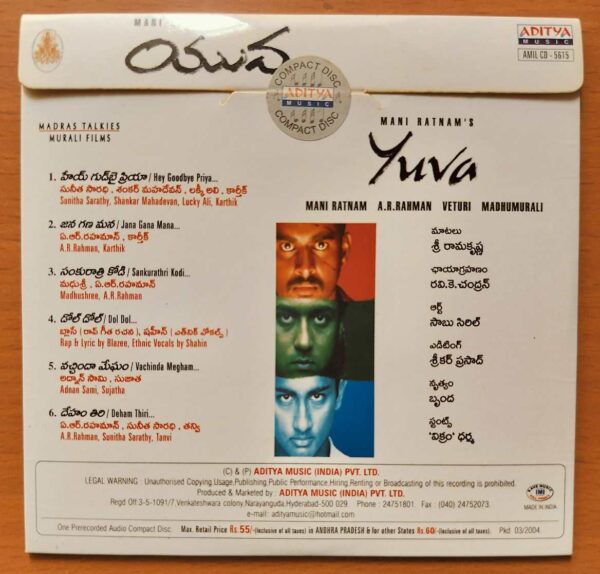 MANI
యువ
ADITYA
MUSIC
AMIL CD - 5615
COMPACT DISC
ADITYA
MUSIC
COMPACT DISC
MADRAS TALKIES
MURALI FILMS
MANI RATNAM'S
Yuva
MANI RATNAM A.R.RAHMAN VETURI MADHUMURALI
1. హేయ్ గుడ్‌బై ప్రియా / Hey Goodbye Priya...
సునీత సారథి , శంకర్ మహదేవన్, లక్కీ అలీ , కార్తీక్
Sunitha Sarathy, Shankar Mahadevan, Lucky Ali, Karthik
2. జన గణ మన / Jana Gana Mana...
ఏ.ఆర్.రహమాన్ , కార్తీక్
A.R.Rahman, Karthik
3. సంకురాత్రి కోడి / Sankurathri Kodi...
మధుశ్రీ , ఏ.ఆర్.రహమాన్
Madhushree, A.R.Rahman
4. డోల్ డోల్ / Dol Dol...
బ్లాసే (రాప్ గీత రచన), షహీన్ (ఎత్‌నిక్ వోకల్స్)
Rap & Lyric by Blazee, Ethnic Vocals by Shahin
5. వచ్చిందా మేఘం / Vachinda Megham...
అద్నాన్ సామి , సుజాత
Adnan Sami, Sujatha
6. దేహం తిరి / Deham Thiri...
ఏ.ఆర్.రహమాన్ , సునీత సారథి , తన్వి
A.R.Rahman, Sunitha Sarathy, Tanvi
మాటలు
శ్రీ రామకృష్ణ
ఛాయాగ్రహణం
రవి.కె.చంద్రన్
ఆర్ట్
సాబు సిరిల్
ఎడిటింగ్
శ్రీకర్ ప్రసాద్
నృత్యం
బృంద
స్టంట్స్
'విక్రం' ధర్మ
(C) & (P) ADITYA MUSIC (INDIA) PVT. LTD.
LEGAL WARNING : Unauthorised Copying,Usage,Publishing,Public Performance,Hiring,Renting or Broadcasting of this recording is prohibited.
Produced & Marketed by : ADITYA MUSIC (INDIA) PVT. LTD.
Regd Off:3-5-1091/7,Venkateshwara colony,Narayanguda,Hyderabad-500 029. Phone : 24751801. Fax : (040) 24752073.
e-mail: adityamusic@hotmail.com
MADE IN INDIA
One Prerecorded Audio Compact Disc. Max. Retail Price Rs.55/-(Inclusive of all taxes) in ANDHRA PRADESH & for other States Rs.60/-(Inclusive of all taxes). Pkd 03/2004.